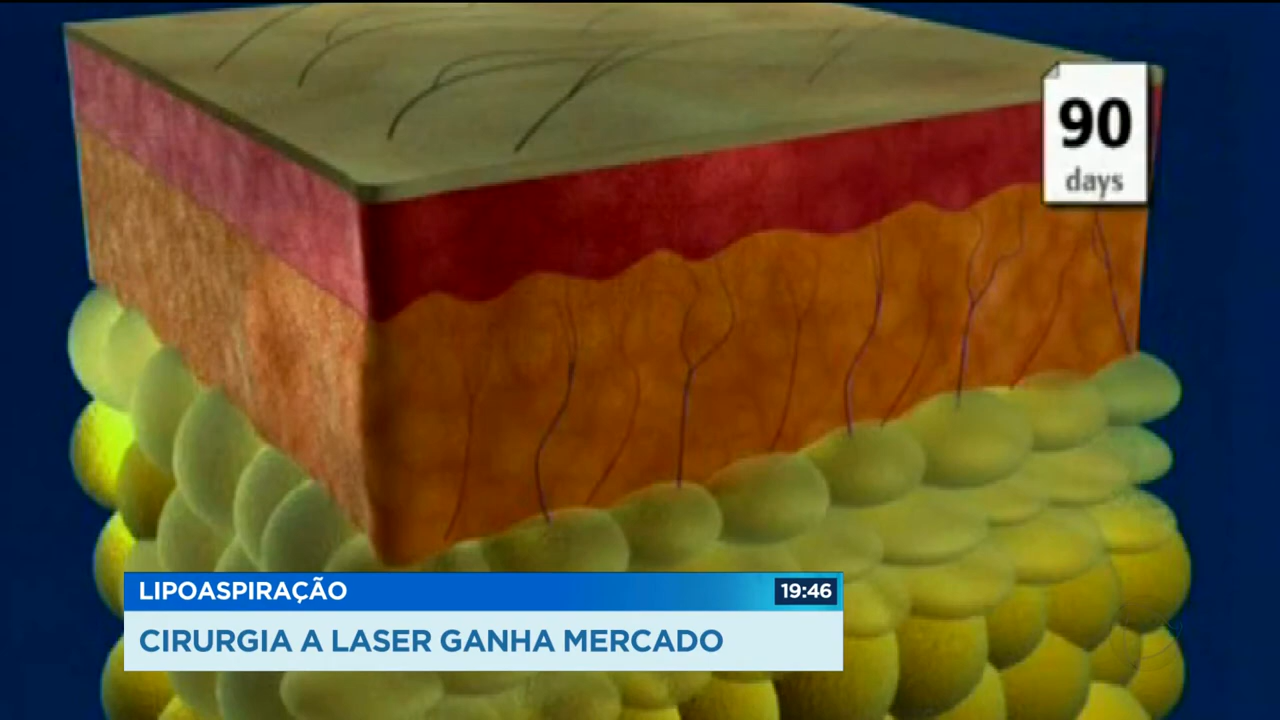 90
days
LIPOASPIRAÇÃO
19:46
CIRURGIA A LASER GANHA MERCADO